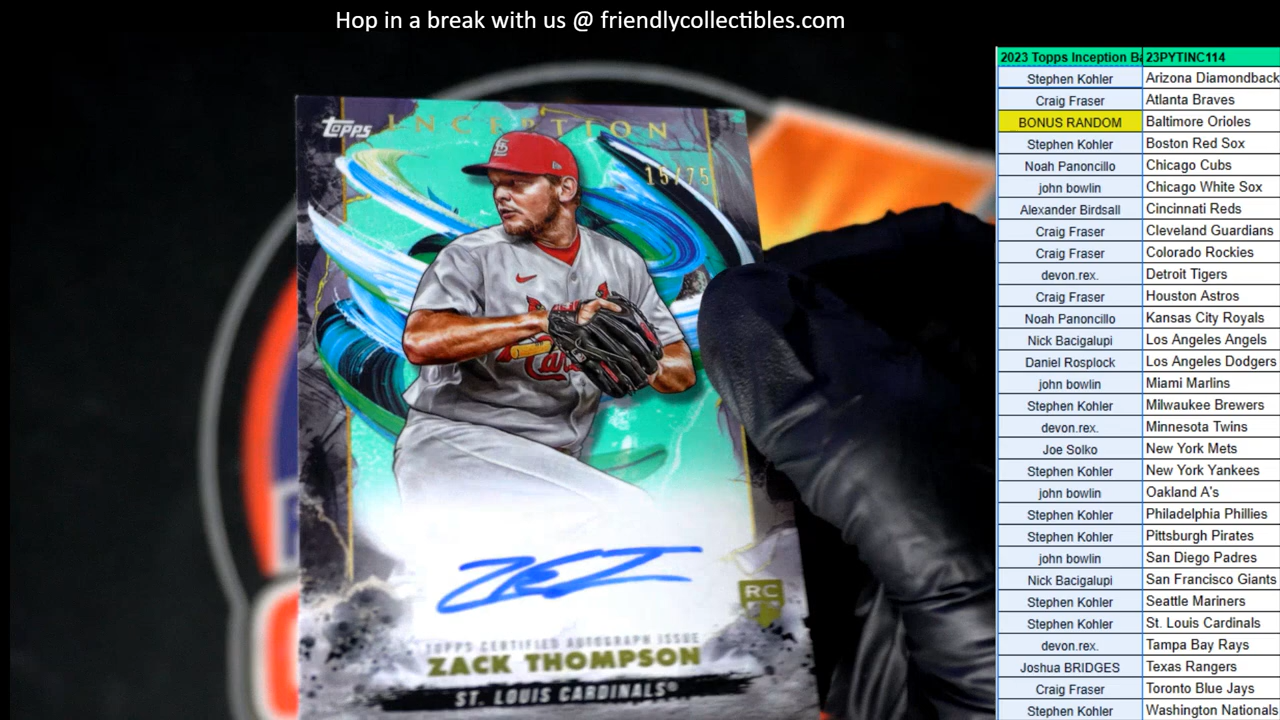 Hop in a break with us @ friendlycollectibles.com
Topps INCEPTION
15/75
TOPPS CERTIFIED AUTOGRAPH ISSUE
ZACK THOMPSON
ST. LOUIS CARDINALS®
RC
2023 Topps Inception Ba 23PYTINC114
Stephen Kohler Arizona Diamondback
Craig Fraser Atlanta Braves
BONUS RANDOM Baltimore Orioles
Stephen Kohler Boston Red Sox
Noah Panoncillo Chicago Cubs
john bowlin Chicago White Sox
Alexander Birdsall Cincinnati Reds
Craig Fraser Cleveland Guardians
Craig Fraser Colorado Rockies
devon.rex. Detroit Tigers
Craig Fraser Houston Astros
Noah Panoncillo Kansas City Royals
Nick Bacigalupi Los Angeles Angels
Daniel Rosplock Los Angeles Dodgers
john bowlin Miami Marlins
Stephen Kohler Milwaukee Brewers
devon.rex. Minnesota Twins
Joe Solko New York Mets
Stephen Kohler New York Yankees
john bowlin Oakland A's
Stephen Kohler Philadelphia Phillies
Stephen Kohler Pittsburgh Pirates
john bowlin San Diego Padres
Nick Bacigalupi San Francisco Giants
Stephen Kohler Seattle Mariners
Stephen Kohler St. Louis Cardinals
devon.rex. Tampa Bay Rays
Joshua BRIDGES Texas Rangers
Craig Fraser Toronto Blue Jays
Stephen Kohler Washington Nationals